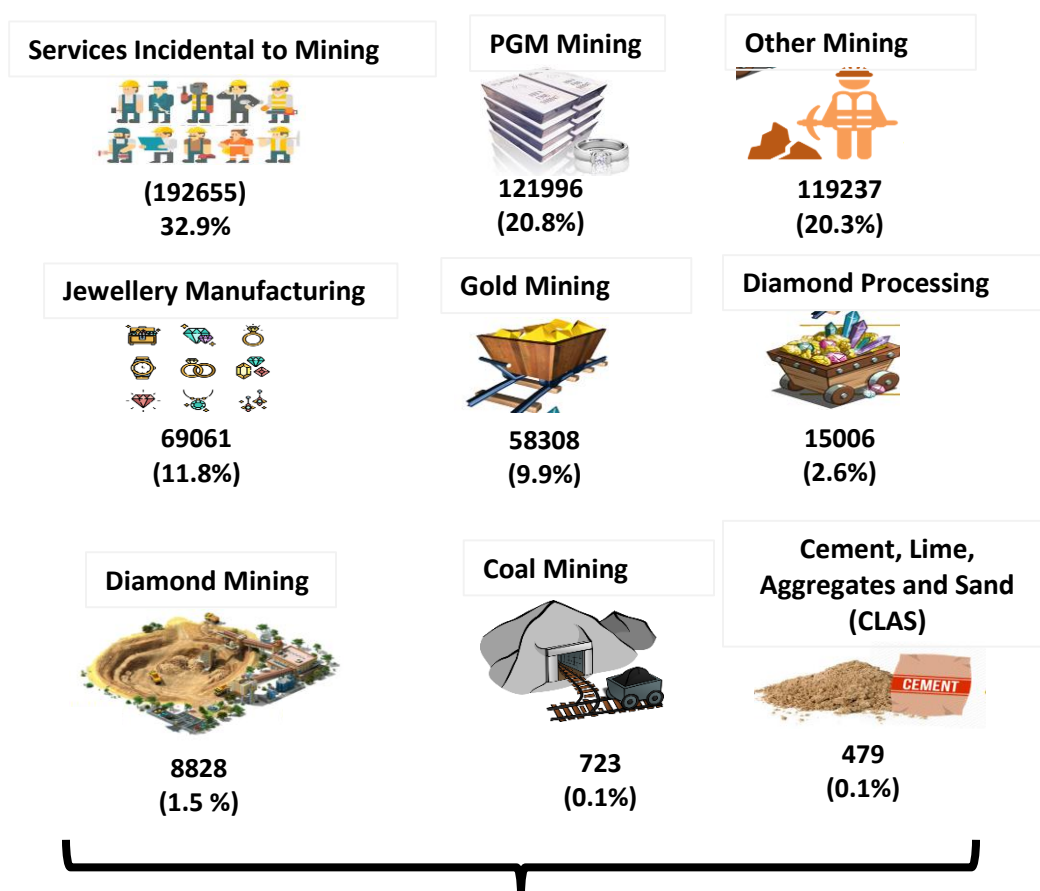 Services Incidental to Mining
(192655)
32.9%
PGM Mining
121996
(20.8%)
Other Mining
119237
(20.3%)
Jewellery Manufacturing
69061
(11.8%)
Gold Mining
58308
(9.9%)
Diamond Processing
15006
(2.6%)
Diamond Mining
8828
(1.5 %)
Coal Mining
723
(0.1%)
Cement, Lime,
Aggregates and Sand
(CLAS)
CEMENT
479
(0.1%)